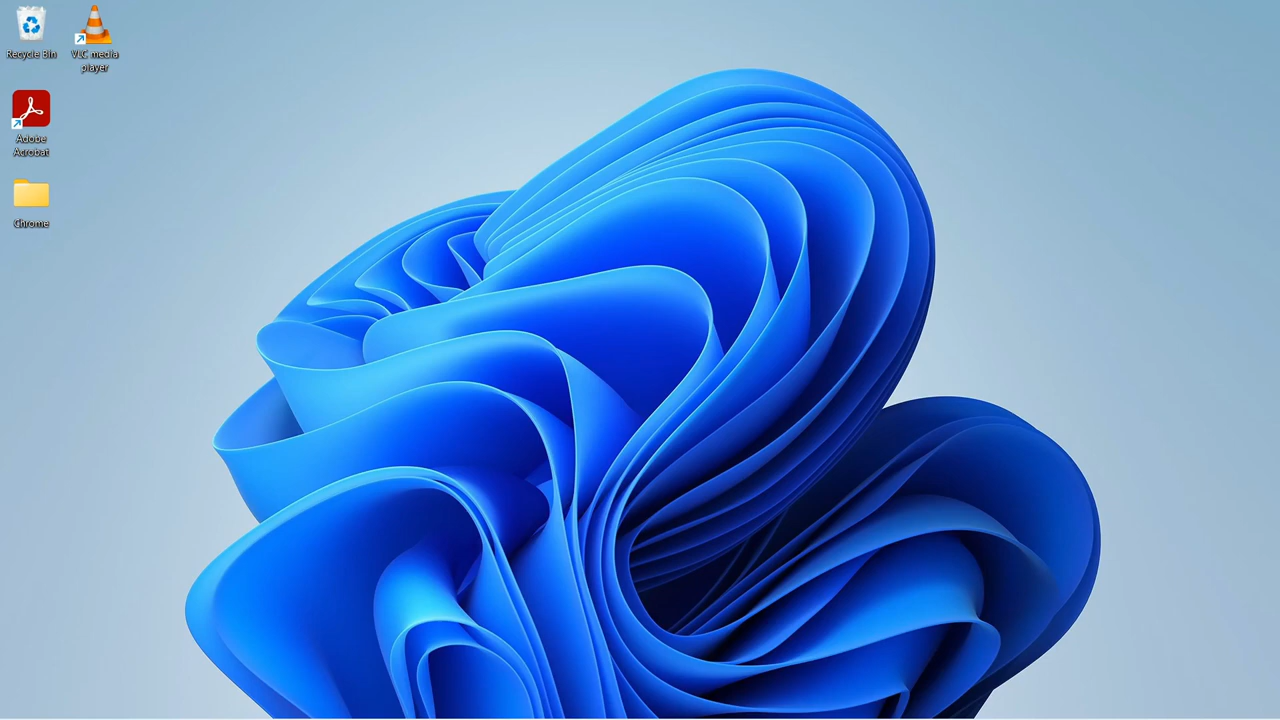 Recycle Bin
VLC media
player
Adobe
Acrobat
Chrome